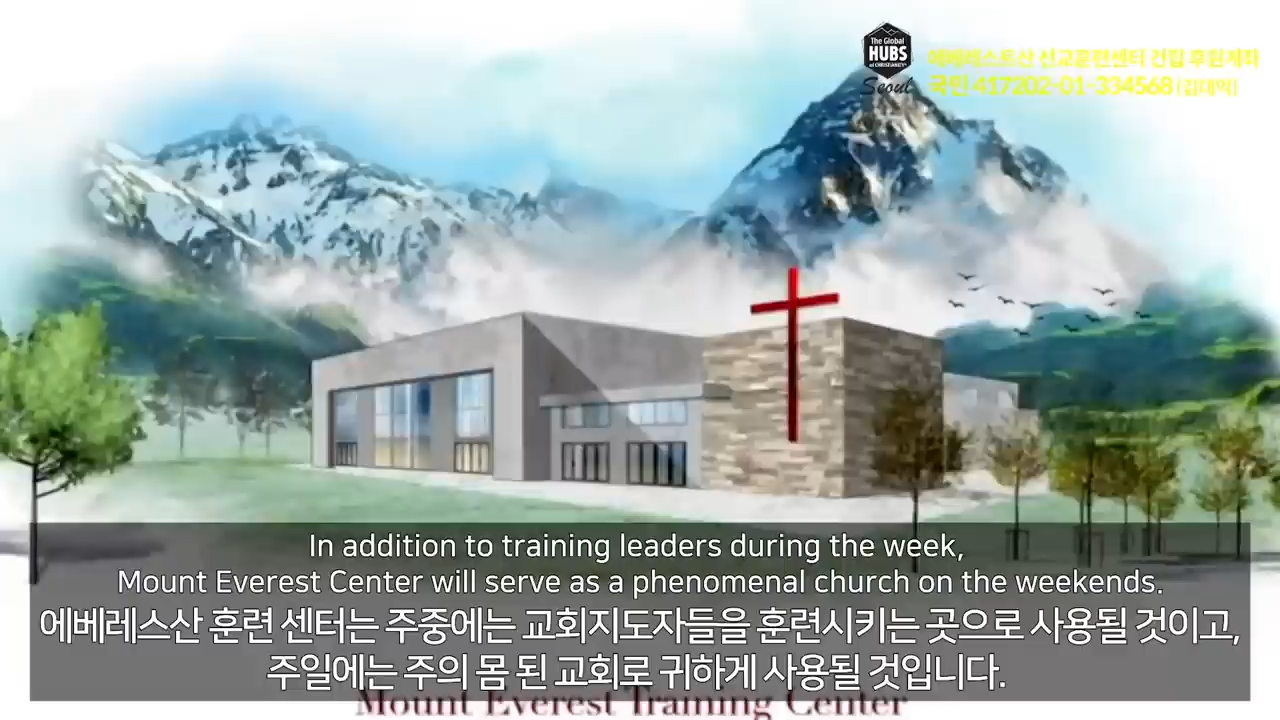 The Global
HUBS
of CHRISTIANITY
Seoul
에베레스트산 선교훈련센터 건립 후원계좌
국민 417202-01-334568 (김대억)
In addition to training leaders during the week,
Mount Everest Center will serve as a phenomenal church on the weekends.
에베레스산 훈련 센터는 주중에는 교회지도자들을 훈련시키는 곳으로 사용될 것이고,
주일에는 주의 몸 된 교회로 귀하게 사용될 것입니다.
Mount Everest Training Center